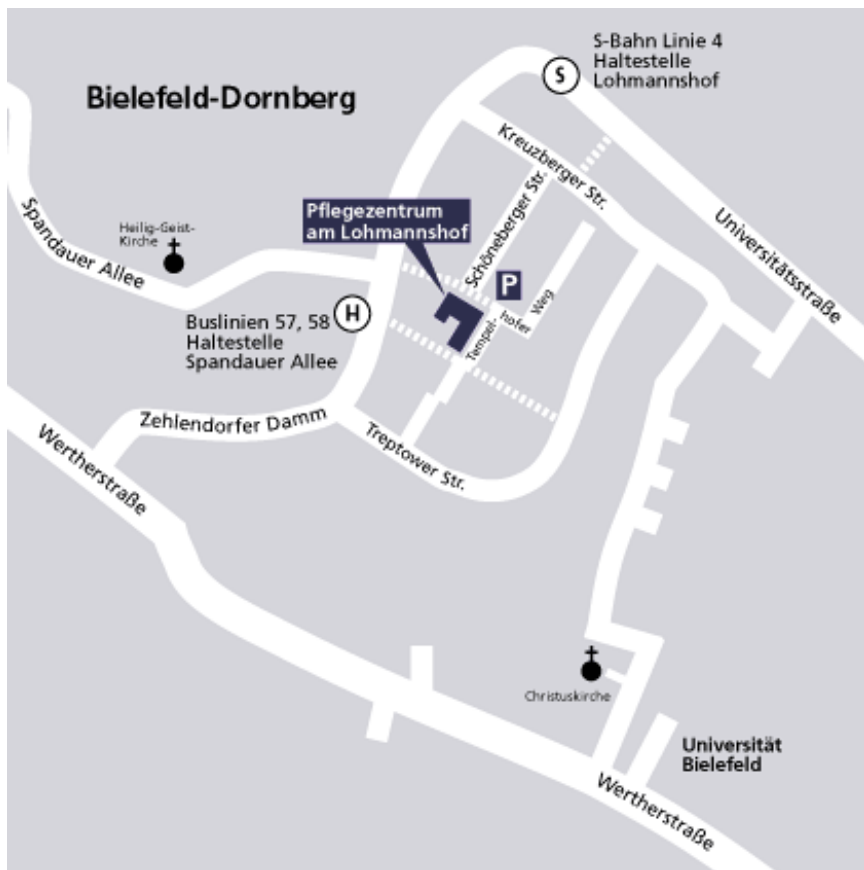 S-Bahn Linie 4
Haltestelle
Lohmannshof
S
Bielefeld-Dornberg
Kreuzberger Str.
Schöneberger Str.
Universitätsstraße
Spandauer Allee
Heilig-Geist-
Kirche
Pflegezentrum
am Lohmannshof
P
H
Buslinien 57, 58
Haltestelle
Spandauer Allee
Tempel-
hofer
Weg
Zehlendorfer Damm
Treptower Str.
Wertherstraße
Christuskirche
Universität
Bielefeld
Wertherstraße